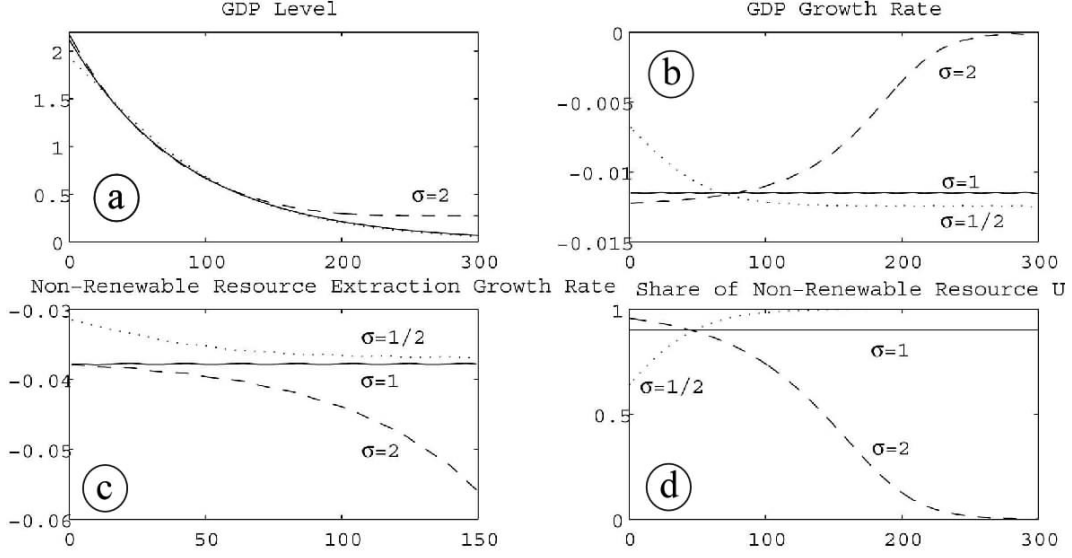 GDP Level
2
1.5
1
0.5
0
0 100 200 300
σ=2
a
GDP Growth Rate
0
-0.005
-0.01
-0.015
0 100 200 300
b
σ=2
σ=1
σ=1/2
Non-Renewable Resource Extraction Growth Rate
-0.03
-0.04
-0.05
-0.06
0 50 100 150
σ=1/2
σ=1
σ=2
c
Share of Non-Renewable Resource U
1
0.5
0
0 100 200 300
σ=1
σ=1/2
σ=2
d